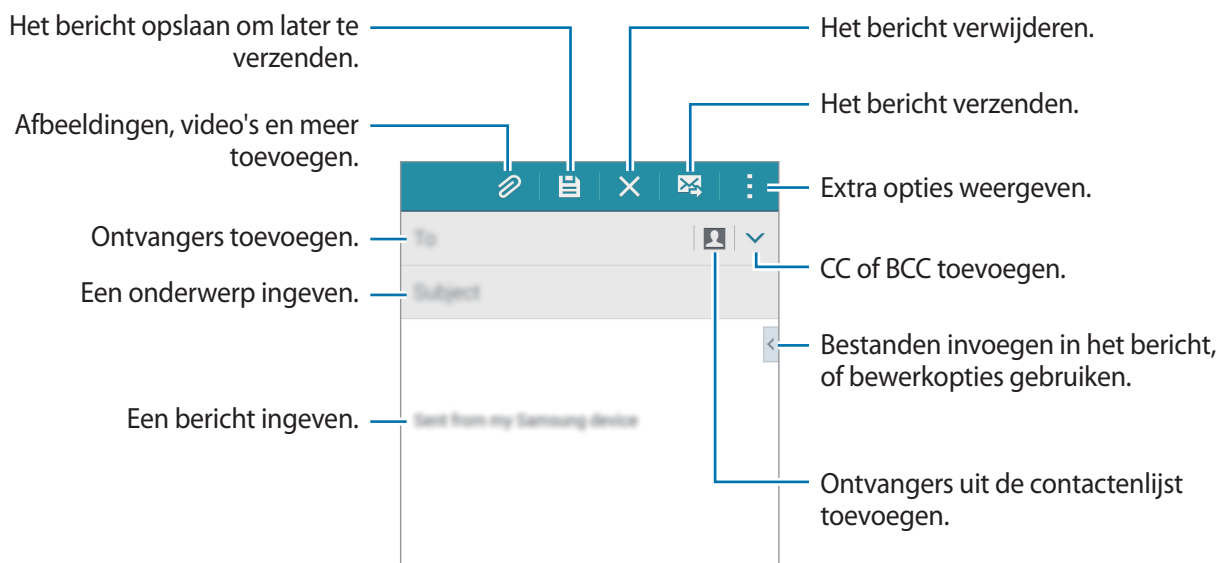 Het bericht opslaan om later te
verzenden.
Afbeeldingen, video's en meer
toevoegen.
Ontvangers toevoegen.
Een onderwerp ingeven.
Een bericht ingeven.
Het bericht verwijderen.
Het bericht verzenden.
Extra opties weergeven.
CC of BCC toevoegen.
Bestanden invoegen in het bericht,
of bewerkopties gebruiken.
Ontvangers uit de contactenlijst
toevoegen.
To
Subject
Sent from my Samsung device